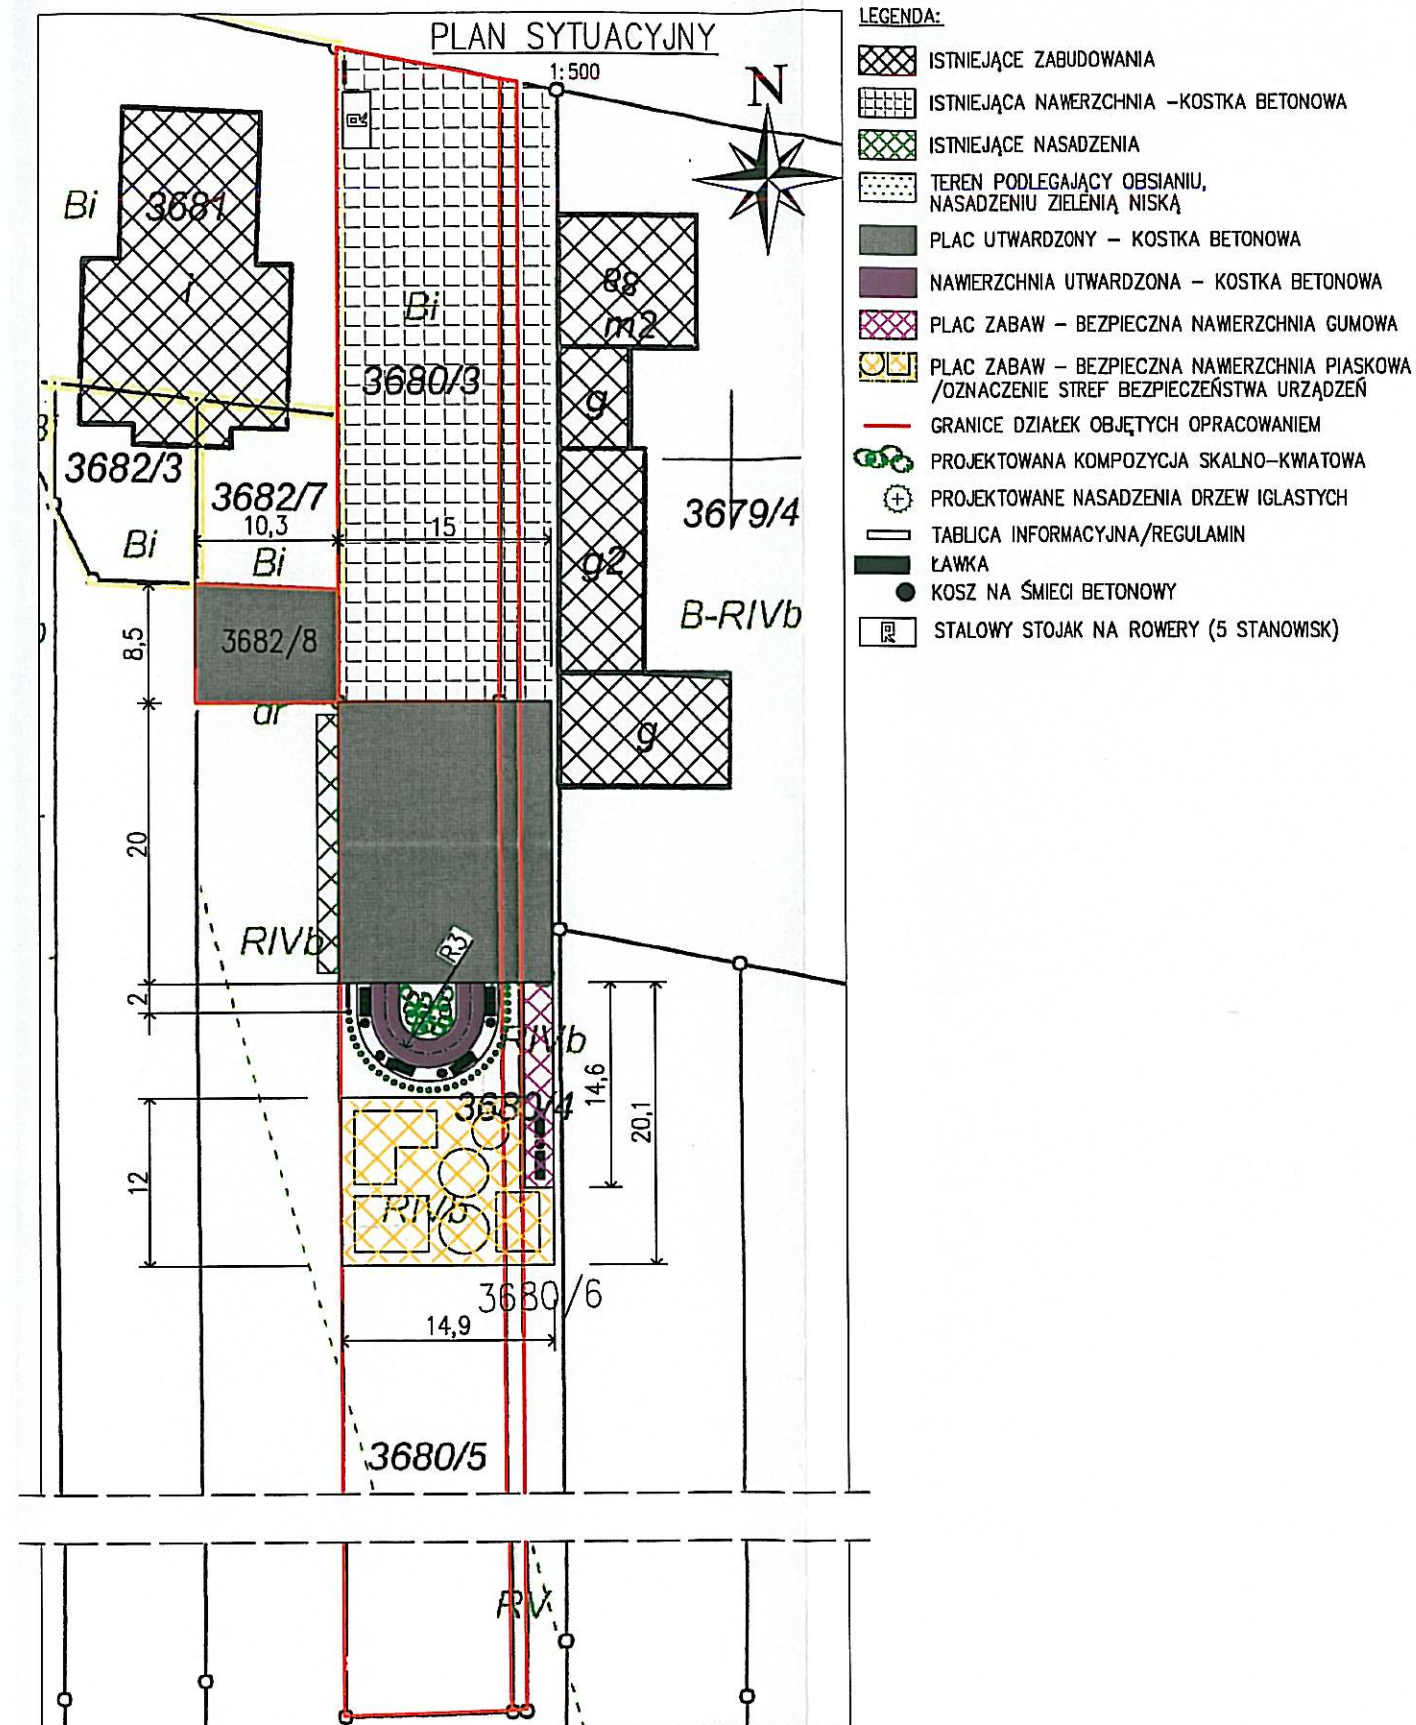 PLAN SYTUACYJNY
1:500
N
LEGENDA:
ISTNIEJĄCE ZABUDOWANIA
ISTNIEJĄCA NAWERZCHNIA –KOSTKA BETONOWA
ISTNIEJĄCE NASADZENIA
TEREN PODLEGAJĄCY OBSIANIU,
NASADZENIU ZIELENIĄ NISKĄ
PLAC UTWARDZONY – KOSTKA BETONOWA
NAWIERZCHNIA UTWARDZONA – KOSTKA BETONOWA
PLAC ZABAW – BEZPIECZNA NAWIERZCHNIA GUMOWA
PLAC ZABAW – BEZPIECZNA NAWIERZCHNIA PIASKOWA
/OZNACZENIE STREF BEZPIECZEŃSTWA URZĄDZEŃ
GRANICE DZIAŁEK OBJĘTYCH OPRACOWANIEM
PROJEKTOWANA KOMPOZYCJA SKALNO–KWIATOWA
PROJEKTOWANE NASADZENIA DRZEW IGLASTYCH
TABLICA INFORMACYJNA/REGULAMIN
ŁAWKA
KOSZ NA ŚMIECI BETONOWY
R
STALOWY STOJAK NA ROWERY (5 STANOWISK)
R
Bi
3681
i
Bi
3680/3
m2
g
3682/3
3682/7
10,3
15
3679/4
Bi
Bi
g2
B-RIVb
8,5
3682/8
dr
g
20
RIVb
R3
2
RIVb
14,6
20,1
3680/4
12
RIVb
3680/6
14,9
3680/5
RV